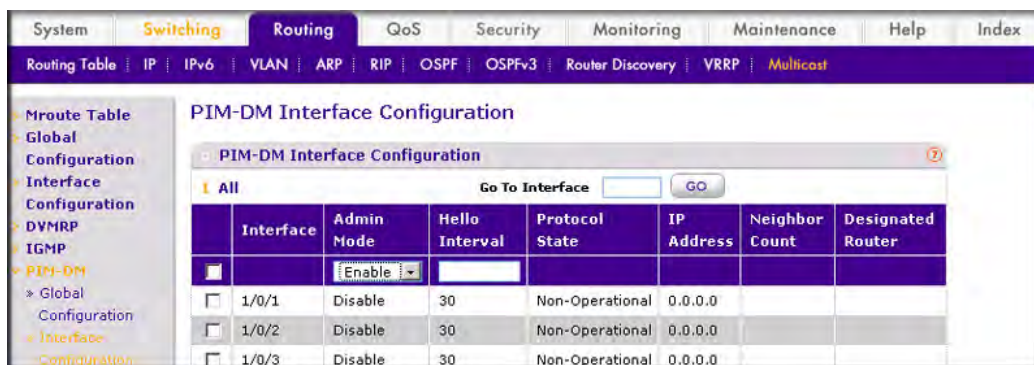 System Switching Routing QoS Security Monitoring Maintenance Help Index
Routing Table IP IPv6 VLAN ARP RIP OSPF OSPFv3 Router Discovery VRRP Multicast
Mroute Table
Global
Configuration
Interface
Configuration
DVMRP
IGMP
PIM-DM
» Global
Configuration
» Interface
Configuration
PIM-DM Interface Configuration
PIM-DM Interface Configuration ?
1 All Go To Interface GO
Interface Admin Mode Hello Interval Protocol State IP Address Neighbor Count Designated Router
Enable
1/0/1 Disable 30 Non-Operational 0.0.0.0
1/0/2 Disable 30 Non-Operational 0.0.0.0
1/0/3 Disable 30 Non-Operational 0.0.0.0